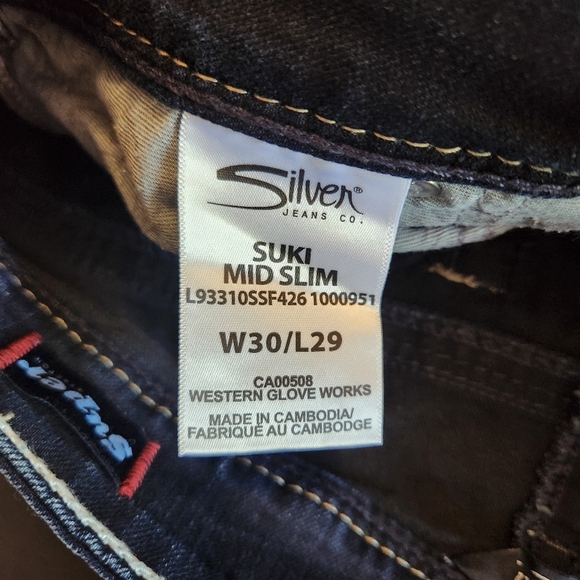 Silver®
JEANS CO.
SUKI
MID SLIM
L93310SSF426 1000951
W30/L29
CA00508
WESTERN GLOVE WORKS
MADE IN CAMBODIA/
FABRIQUÉ AU CAMBODGE
Super